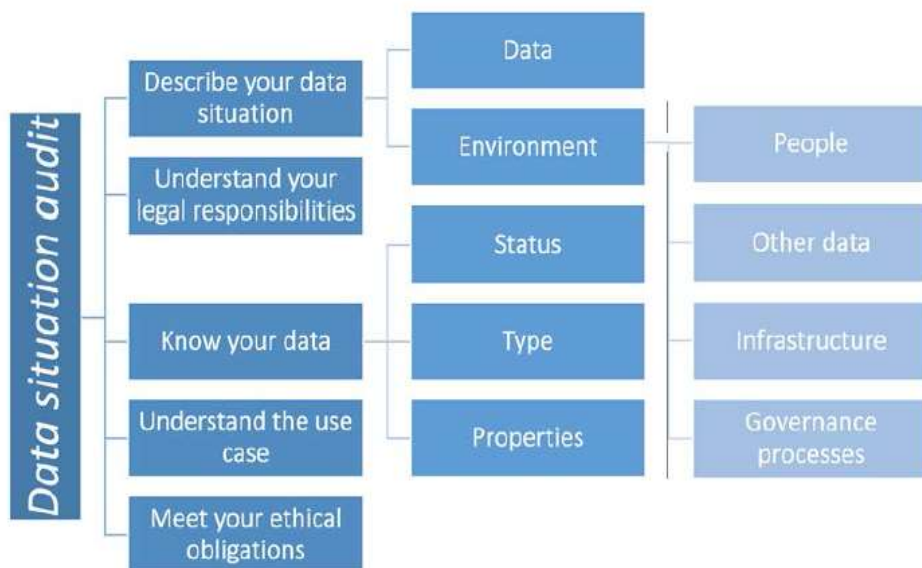 Data situation audit
Describe your data
situation
Understand your
legal responsibilities
Know your data
Understand the use
case
Meet your ethical
obligations
Data
Environment
Status
Type
Properties
People
Other data
Infrastructure
Governance
processes